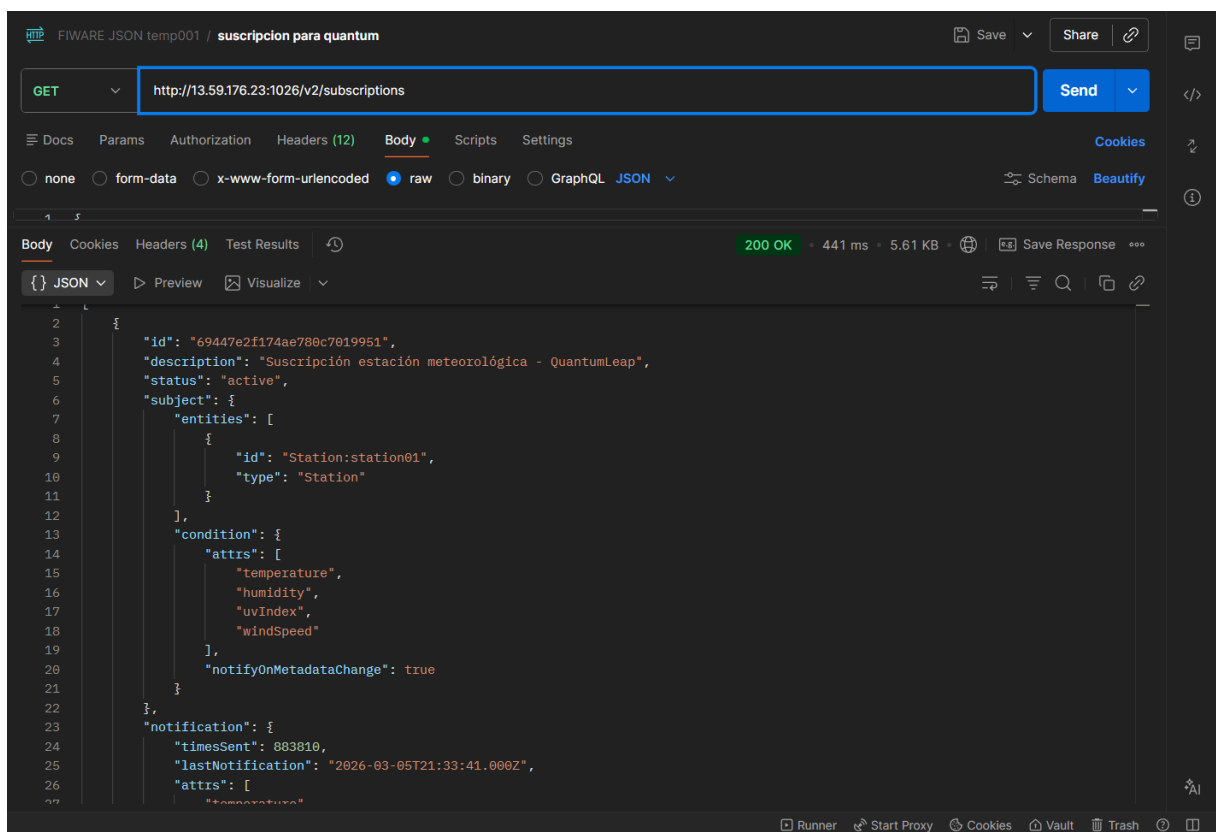 HTTP FIWARE JSON temp001 / suscripcion para quantum Save Share
GET http://13.59.176.23:1026/v2/subscriptions Send
Docs Params Authorization Headers (12) Body Scripts Settings Cookies
none form-data x-www-form-urlencoded raw binary GraphQL JSON Schema Beautify
1 {
Body Cookies Headers (4) Test Results 200 OK 441 ms 5.61 KB e.g. Save Response
{} JSON Preview Visualize
1 [
2 {
3 "id": "69447e2f174ae780c7019951",
4 "description": "Suscripción estación meteorológica - QuantumLeap",
5 "status": "active",
6 "subject": {
7 "entities": [
8 {
9 "id": "Station:station01",
10 "type": "Station"
11 }
12 ],
13 "condition": {
14 "attrs": [
15 "temperature",
16 "humidity",
17 "uvIndex",
18 "windSpeed"
19 ],
20 "notifyOnMetadataChange": true
21 }
22 },
23 "notification": {
24 "timesSent": 883810,
25 "lastNotification": "2026-03-05T21:33:41.000Z",
26 "attrs": [
27 "temperature"
AI
Runner Start Proxy Cookies Vault Trash